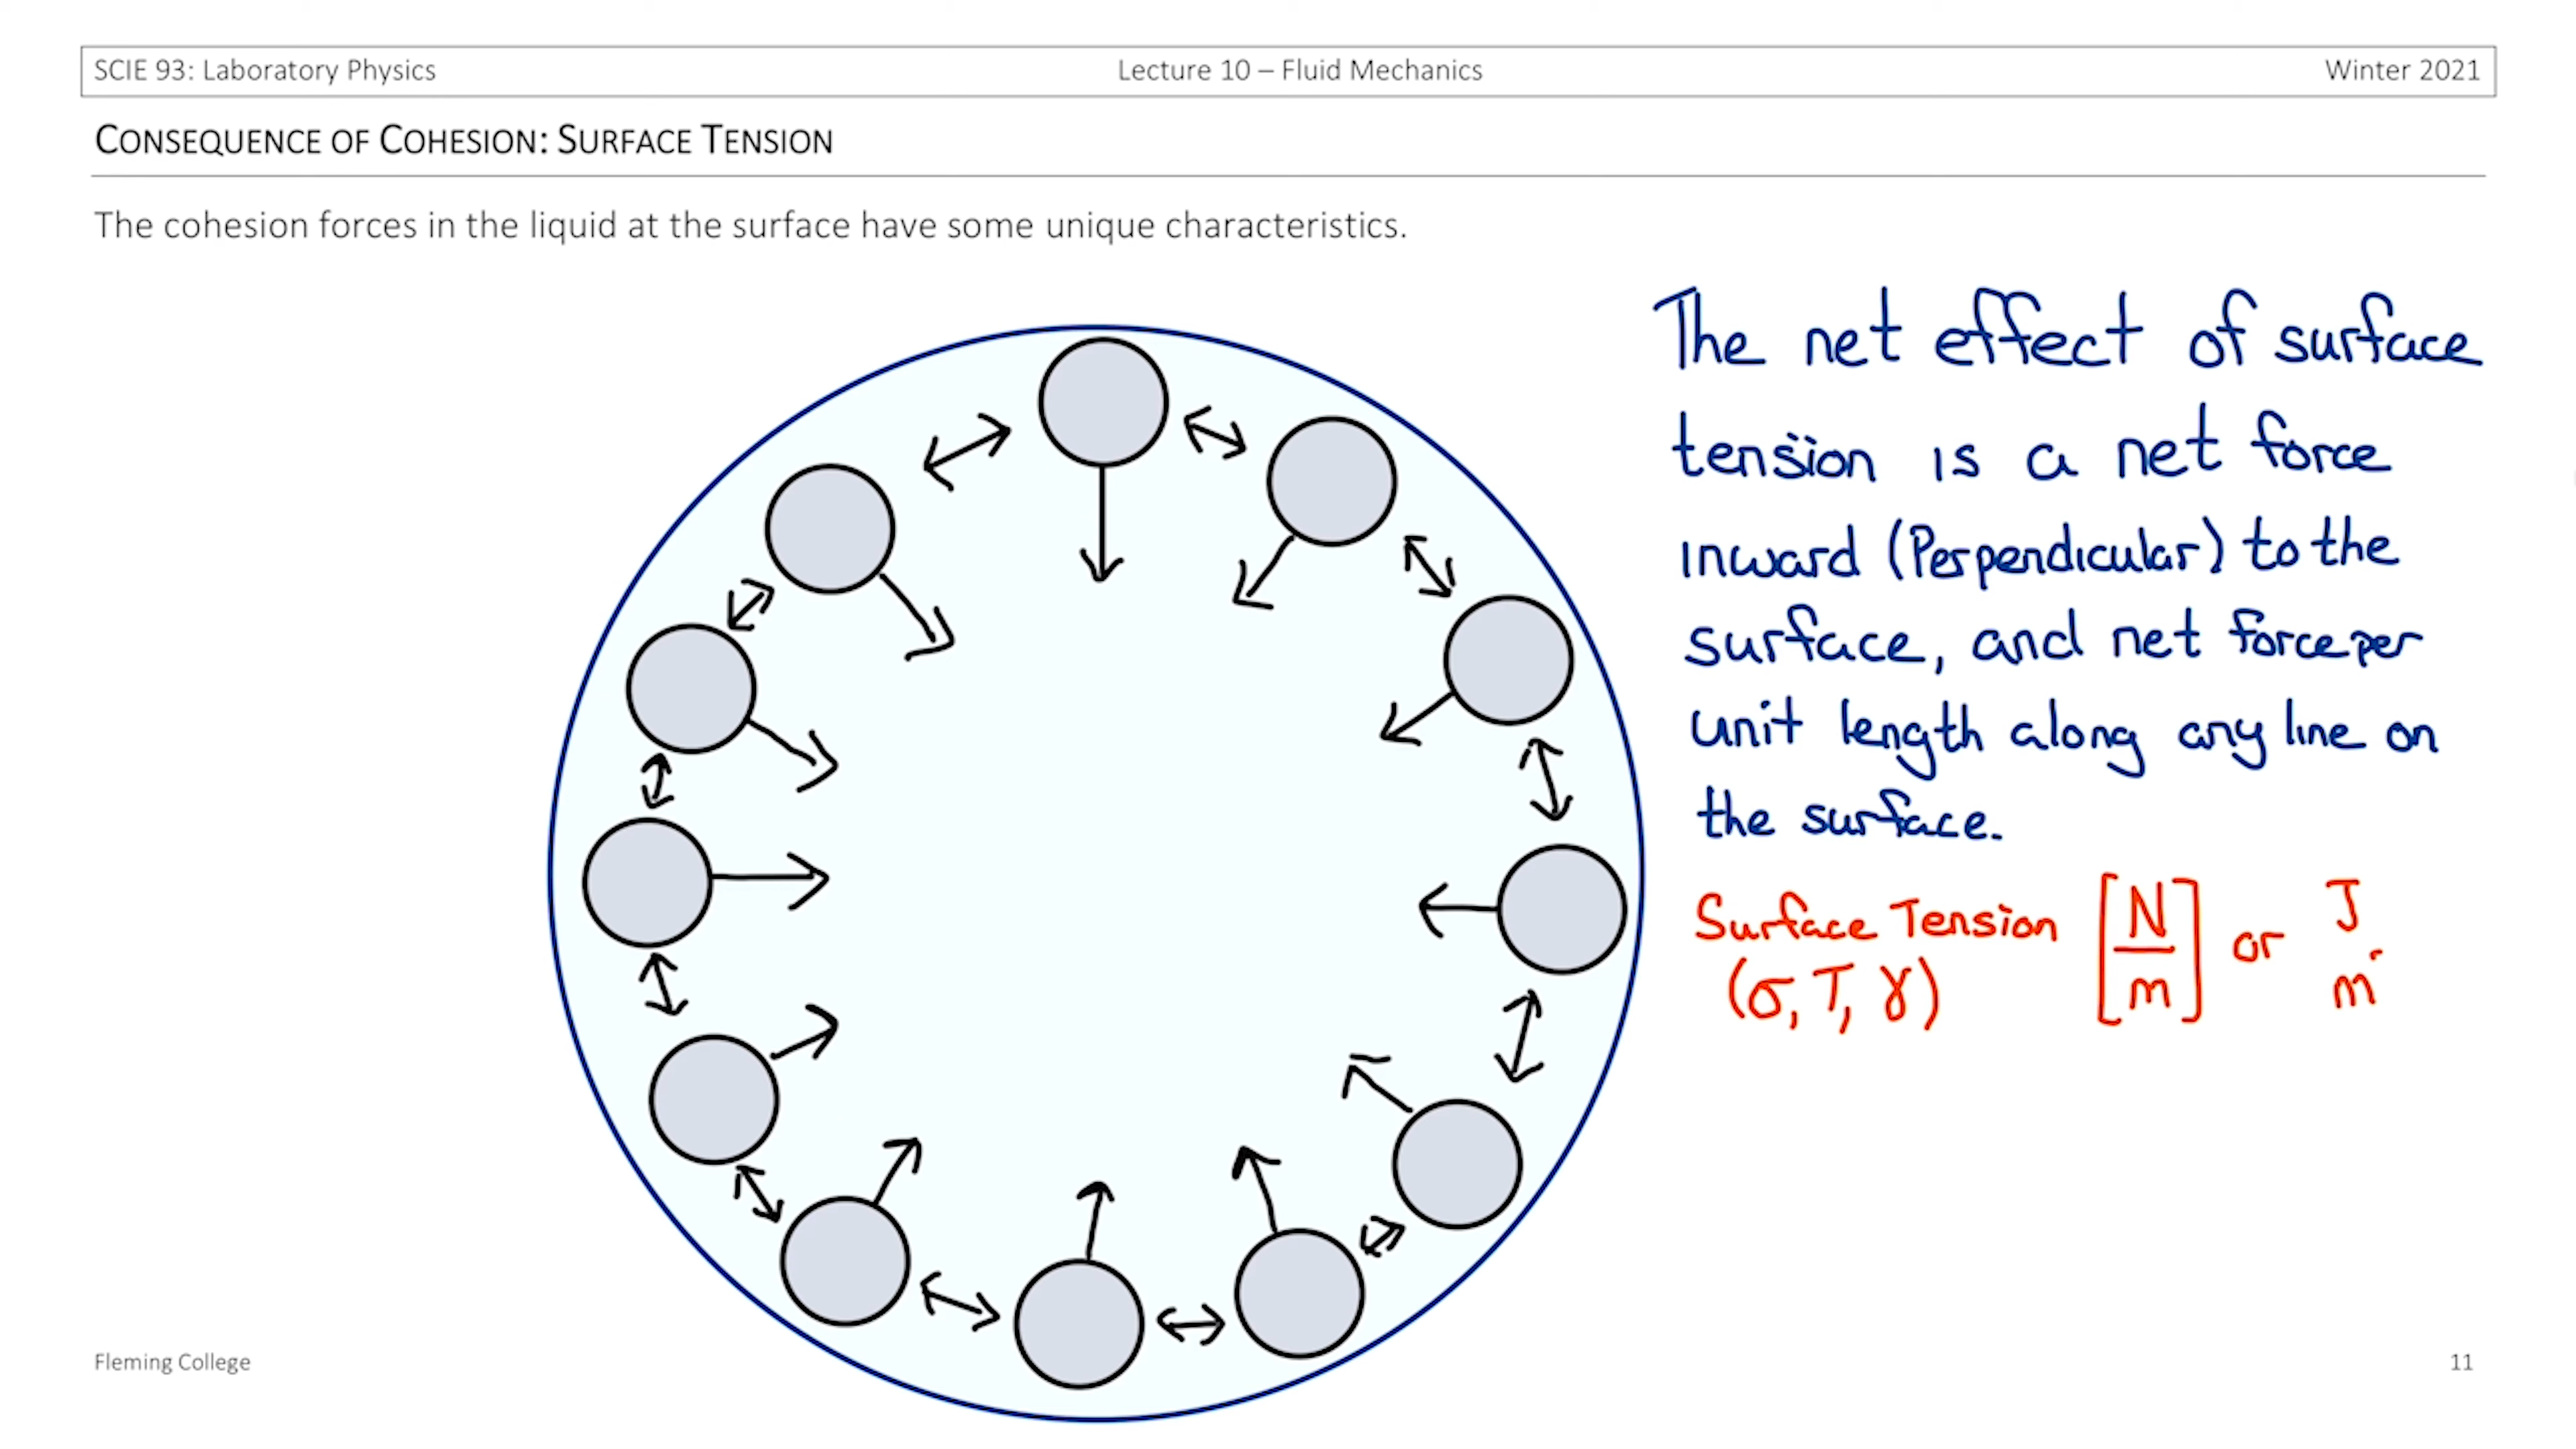 SCIE 93: Laboratory Physics
Lecture 10 – Fluid Mechanics
Winter 2021
CONSEQUENCE OF COHESION: SURFACE TENSION
The cohesion forces in the liquid at the surface have some unique characteristics.
The net effect of surface
tension is a net force
inward (Perpendicular) to the
surface, and net force per
unit length along any line on
the surface.
Surface Tension [N/m] or J/m
(σ, T, γ)
Fleming College
11